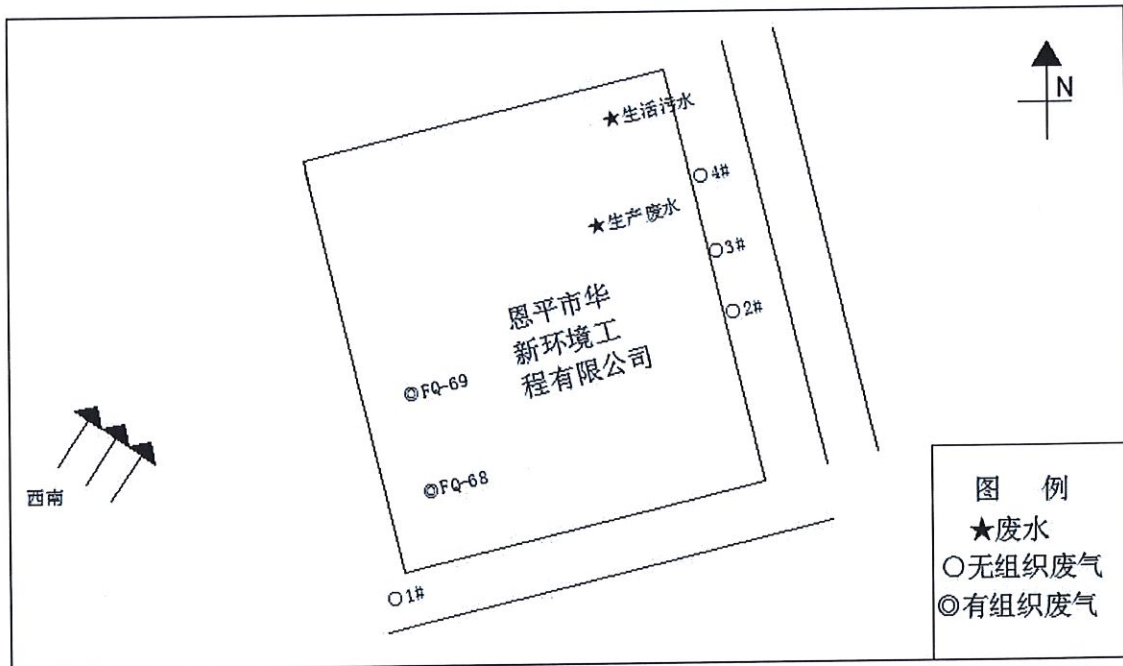 N
★生活污水
○4#
★生产废水
○3#
○2#
恩平市华
新环境工
程有限公司
◎FQ-69
◎FQ-68
西南
○1#
图 例
★废水
○无组织废气
◎有组织废气